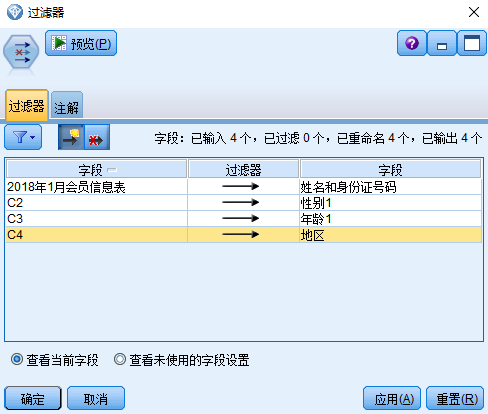 过滤器
预览(P)
过滤器 注解
字段：已输入 4 个，已过滤 0 个，已重命名 4 个，已输出 4 个
字段 过滤器 字段
2018年1月会员信息表 姓名和身份证号码
C2 性别1
C3 年龄1
C4 地区
查看当前字段 查看未使用的字段设置
确定 取消 应用(A) 重置(R)